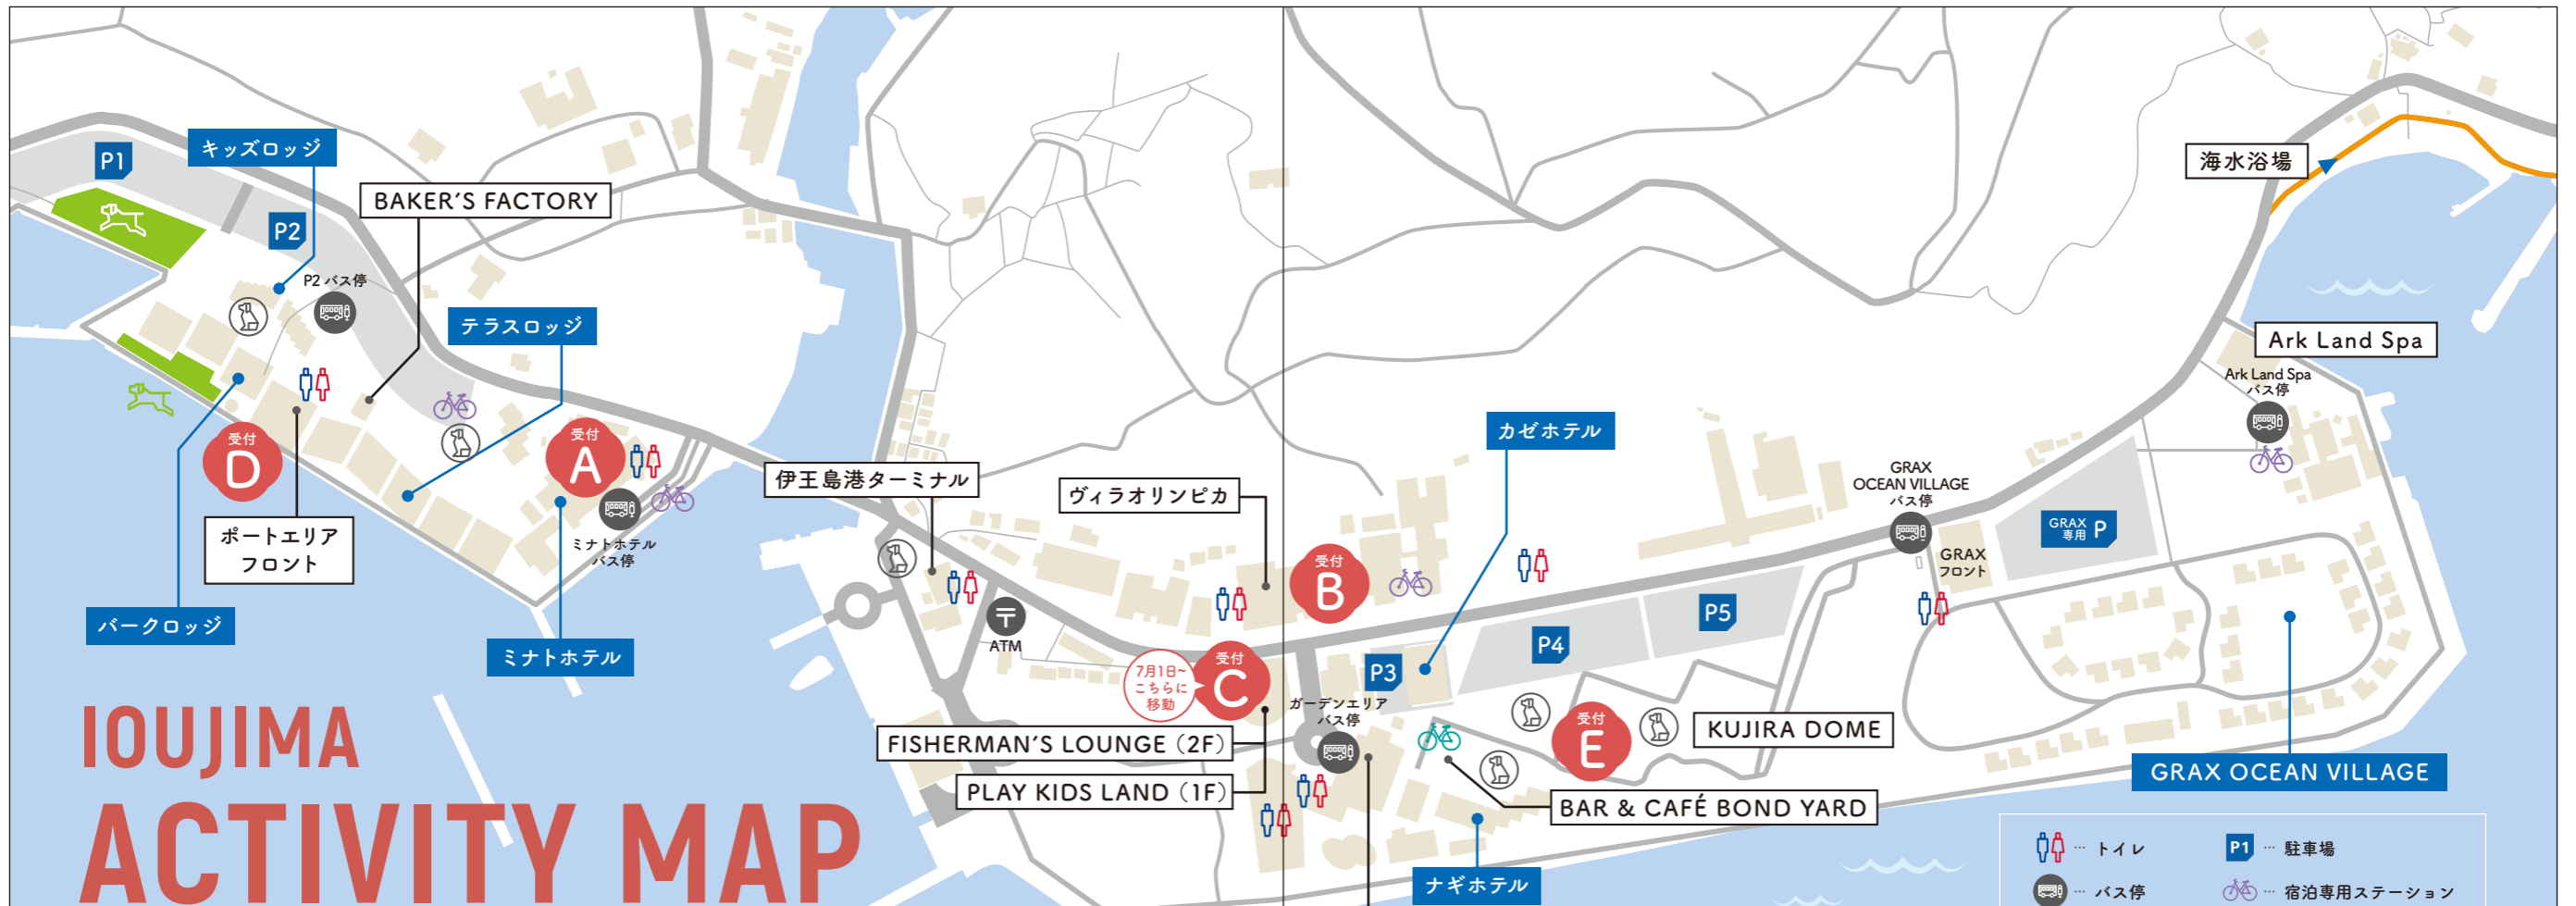 P1
キッズロッジ
BAKER'S FACTORY
P2
P2 バス停
テラスロッジ
受付
D
受付
A
ポートエリア
フロント
ミナトホテル
バス停
バークロッジ
ミナトホテル
伊王島港ターミナル
ATM
ヴィラオリンピカ
受付
B
7月1日~
こちらに
移動
受付
C
FISHERMAN'S LOUNGE (2F)
PLAY KIDS LAND (1F)
ガーデンエリア
バス停
P3
カゼホテル
P4
P5
受付
E
KUJIRA DOME
BAR & CAFÉ BOND YARD
ナギホテル
GRAX
OCEAN VILLAGE
バス停
GRAX
フロント
GRAX
専用
P
海水浴場
Ark Land Spa
Ark Land Spa
バス停
GRAX OCEAN VILLAGE
IOUJIMA
ACTIVITY MAP
… トイレ
P1 … 駐車場
… バス停
… 宿泊専用ステーション